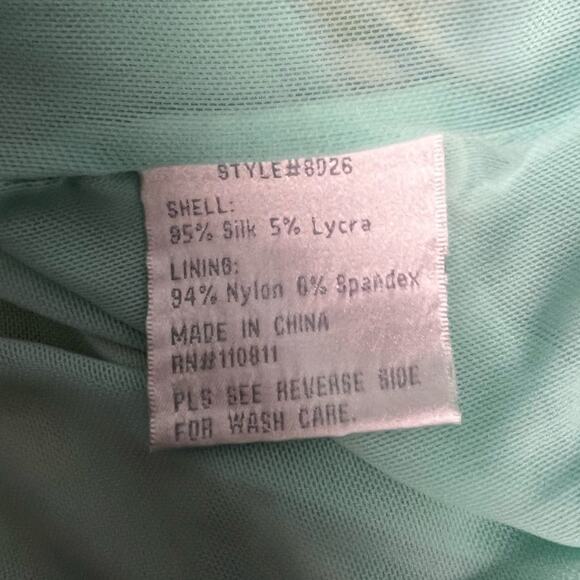 STYLE#8D26
SHELL:
95% Silk 5% Lycra
LINING:
94% Nylon 6% Spandex
MADE IN CHINA
RN#110811
PLS SEE REVERSE SIDE
FOR WASH CARE.